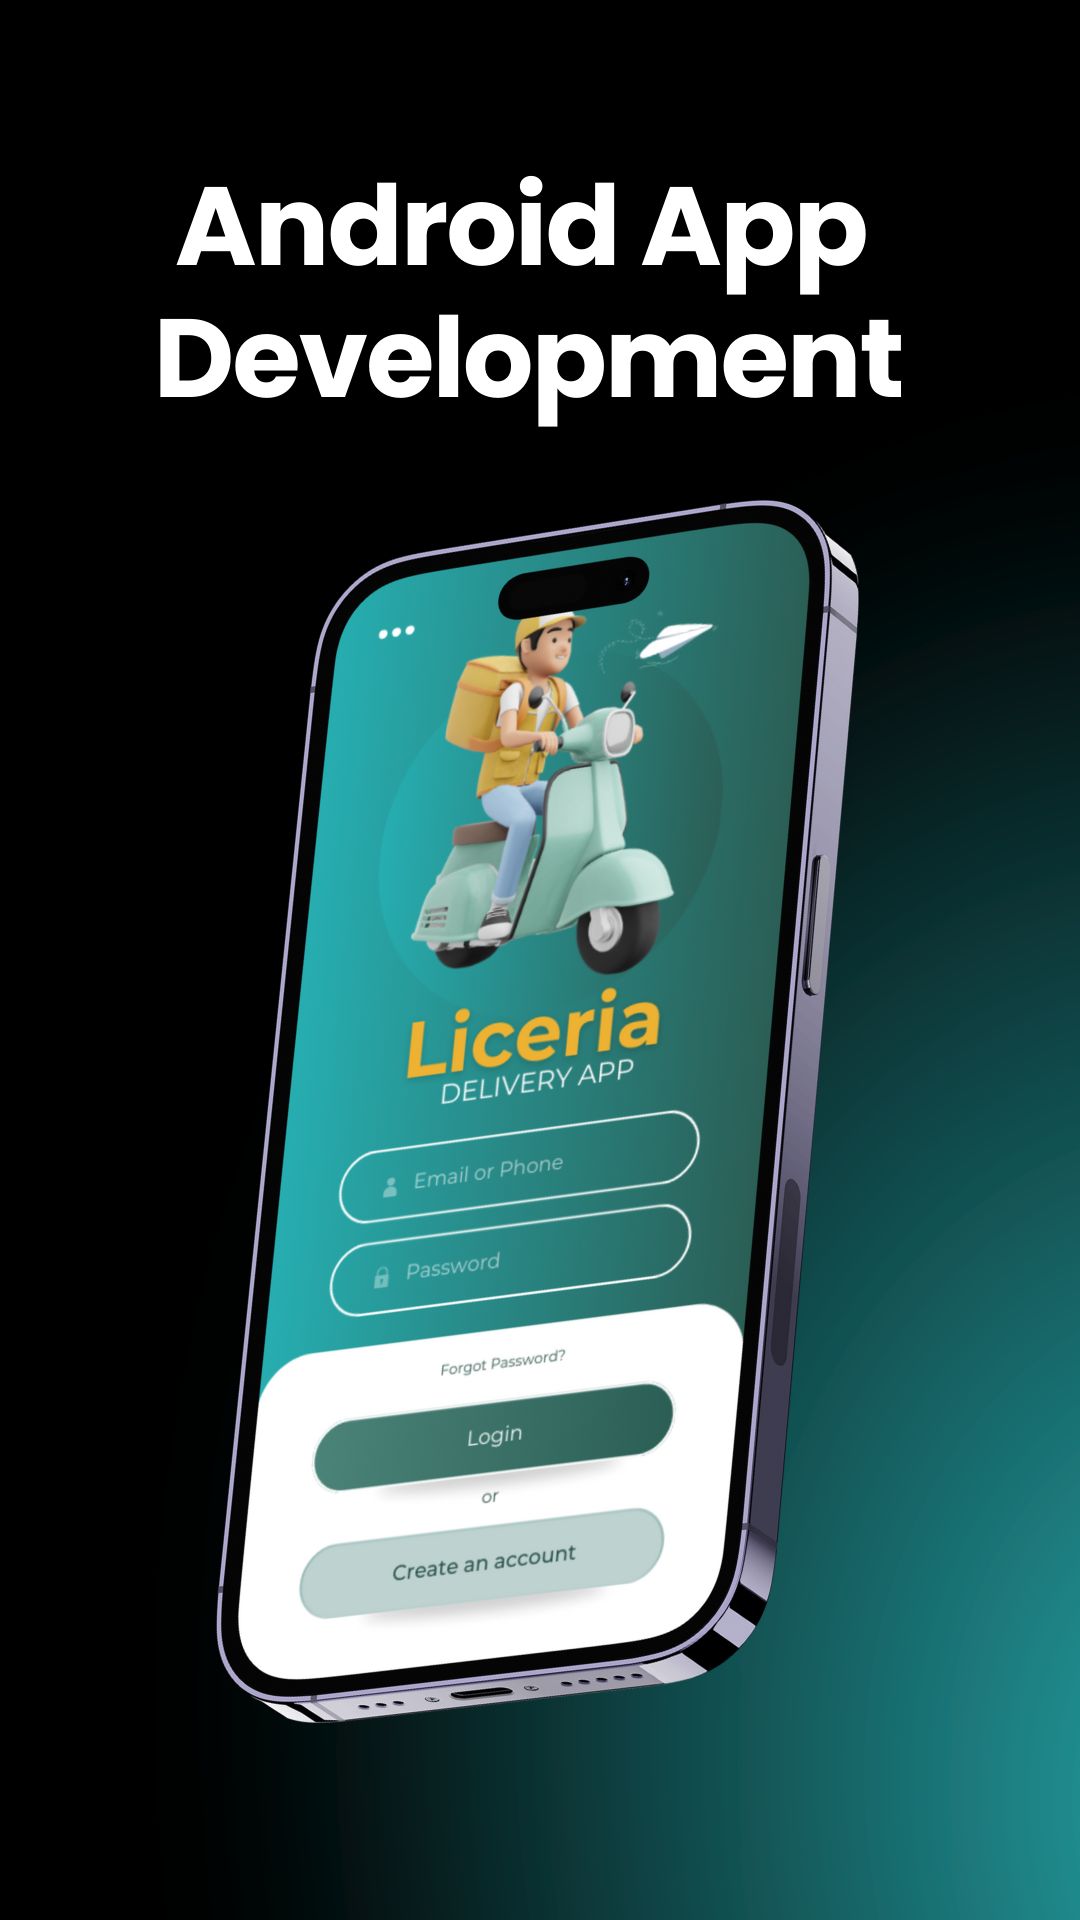 Android App
Development
Liceria
DELIVERY APP
Email or Phone
Password
Forgot Password?
Login
or
Create an account